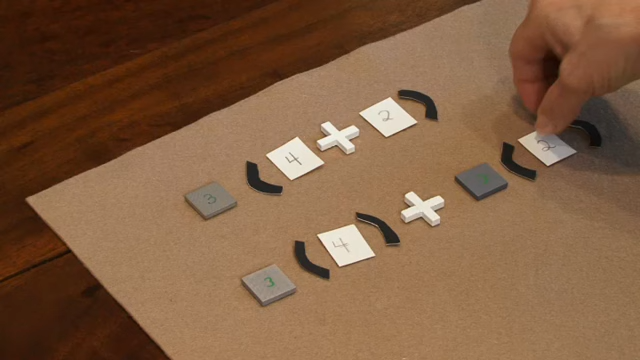 3 ( 4 + 2 )
3 ( 4 ) + ( 2 )